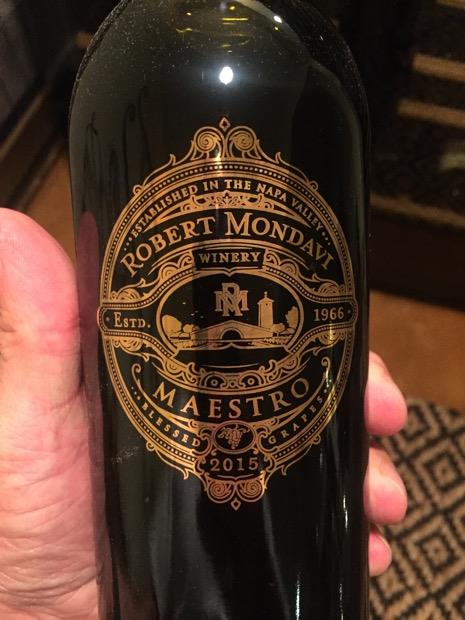 ESTABLISHED IN THE NAPA VALLEY
ROBERT MONDAVI
WINERY
RM
ESTD. 1966
MAESTRO
BLESSED GRAPES
2015